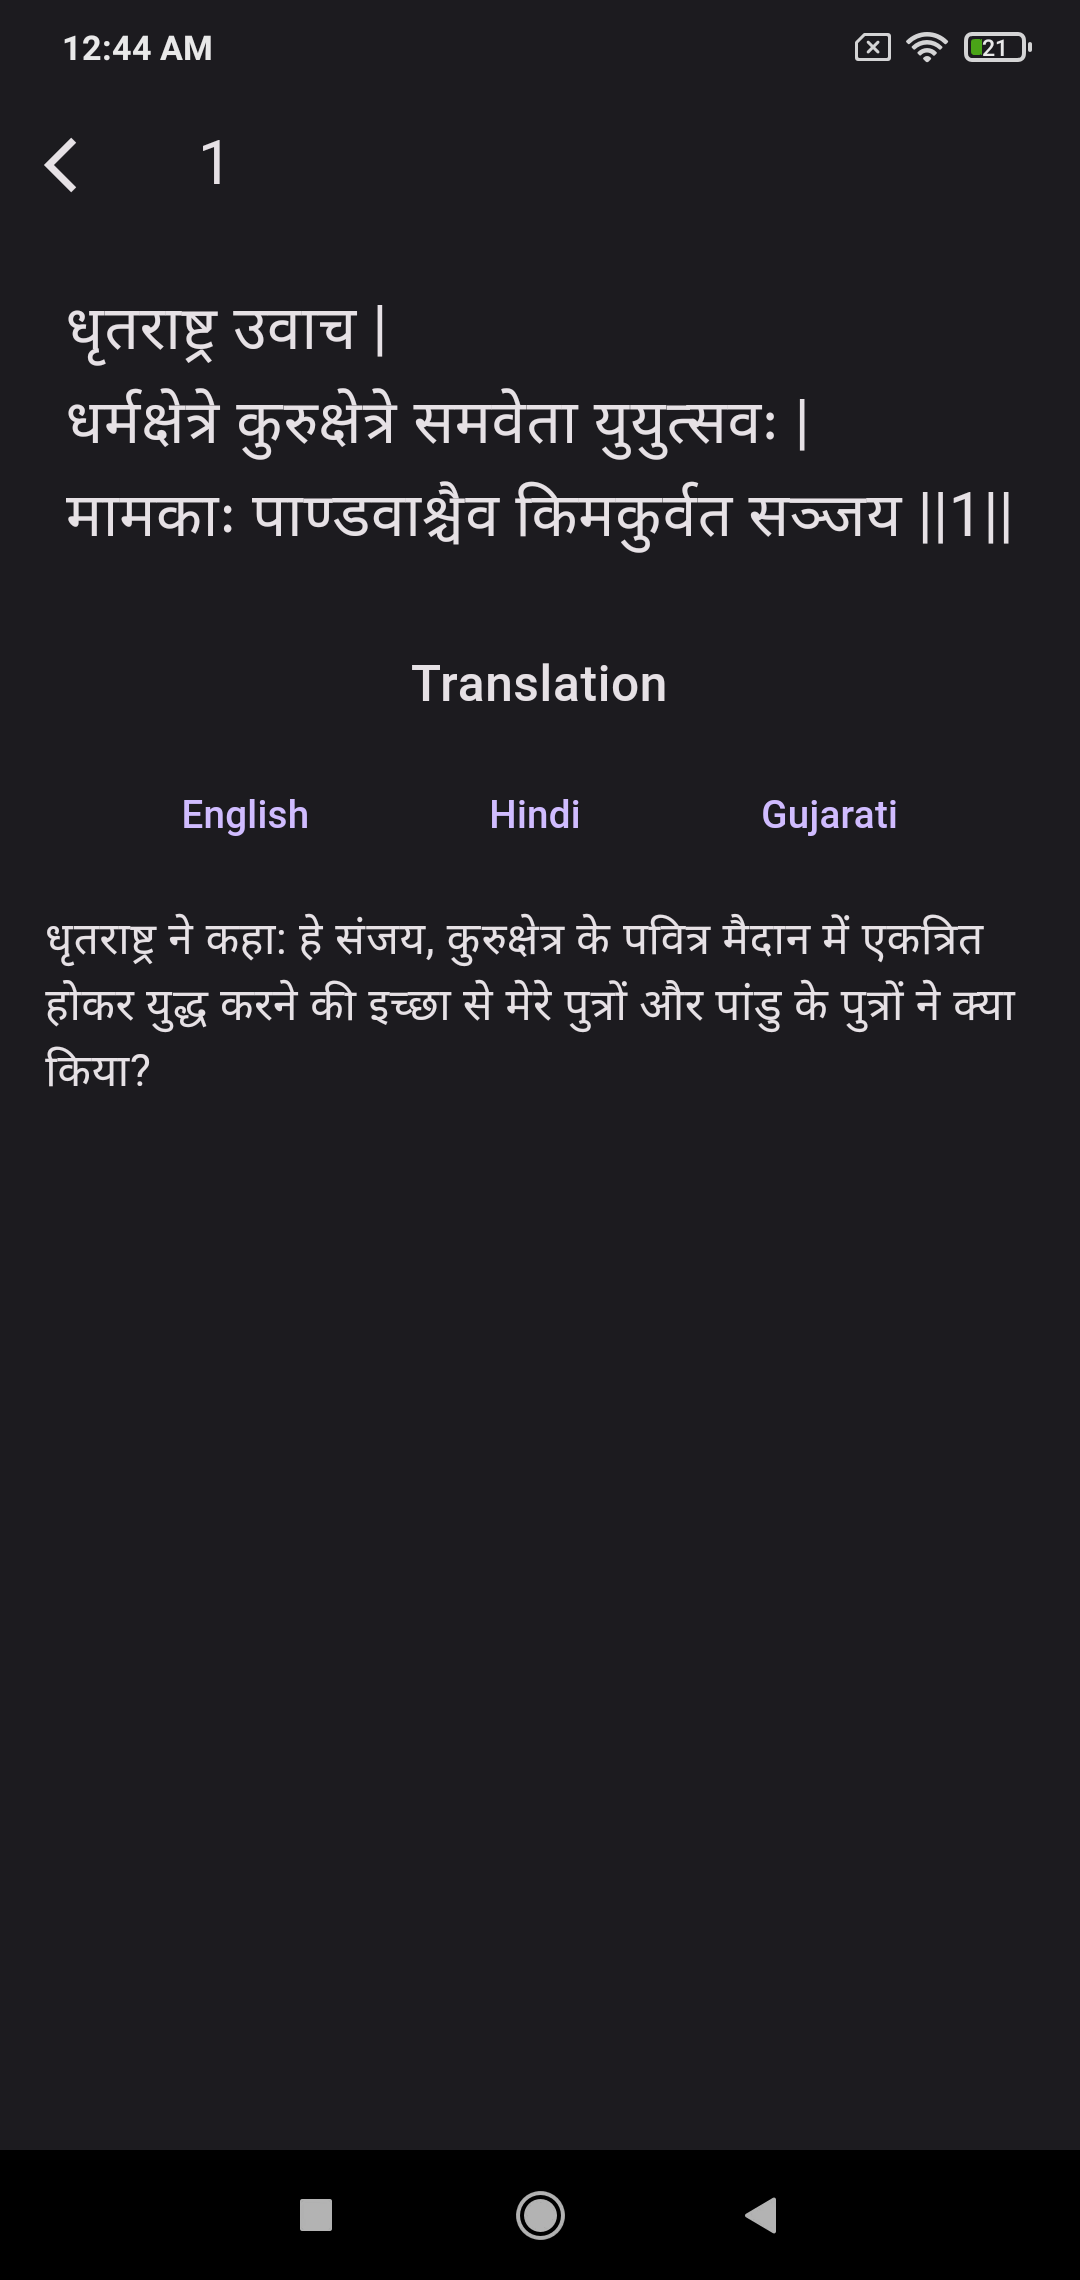 12:44 AM
21
1
धृतराष्ट्र उवाच |
धर्मक्षेत्रे कुरुक्षेत्रे समवेता युयुत्सवः |
मामकाः पाण्डवाश्चैव किमकुर्वत सञ्जय ||1||
Translation
English Hindi Gujarati
धृतराष्ट्र ने कहा: हे संजय, कुरुक्षेत्र के पवित्र मैदान में एकत्रित
होकर युद्ध करने की इच्छा से मेरे पुत्रों और पांडु के पुत्रों ने क्या
किया?